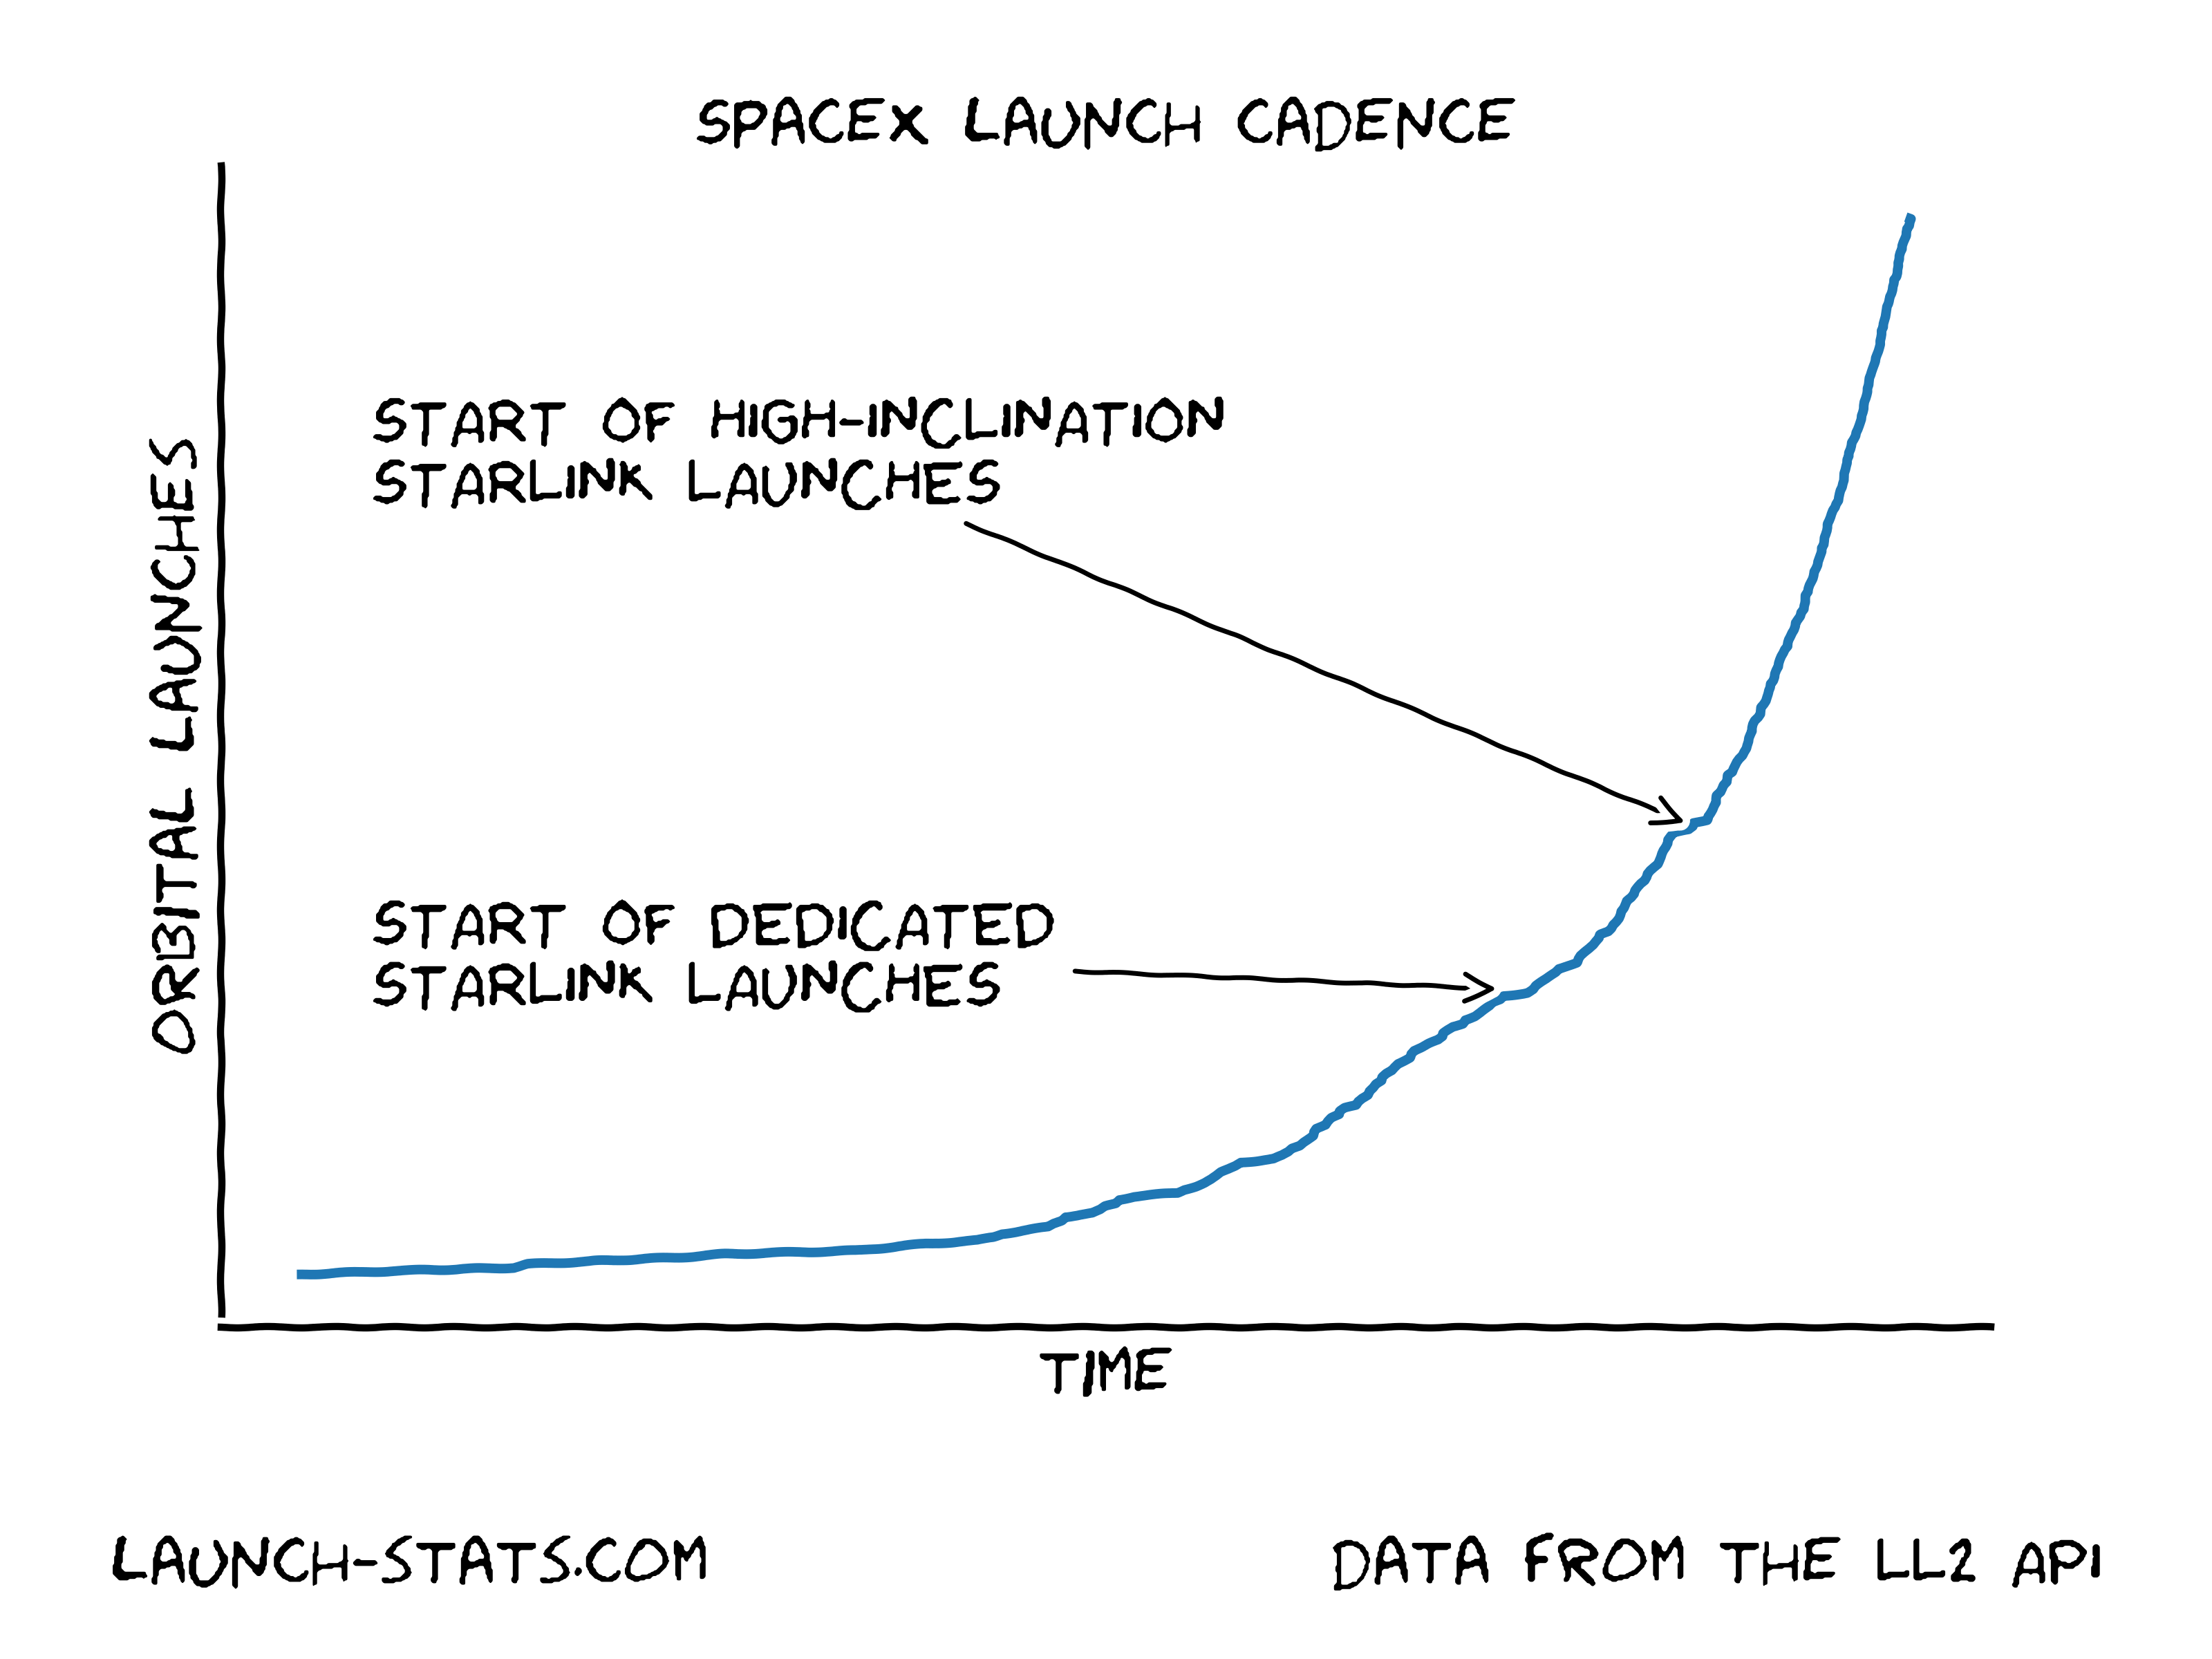 SPACEX LAUNCH CADENCE
ORBITAL LAUNCHES
START OF HIGH-INCLINATION
STARLINK LAUNCHES
START OF DEDICATED
STARLINK LAUNCHES
TIME
LAUNCH-STATS.COM
DATA FROM THE LL2 API